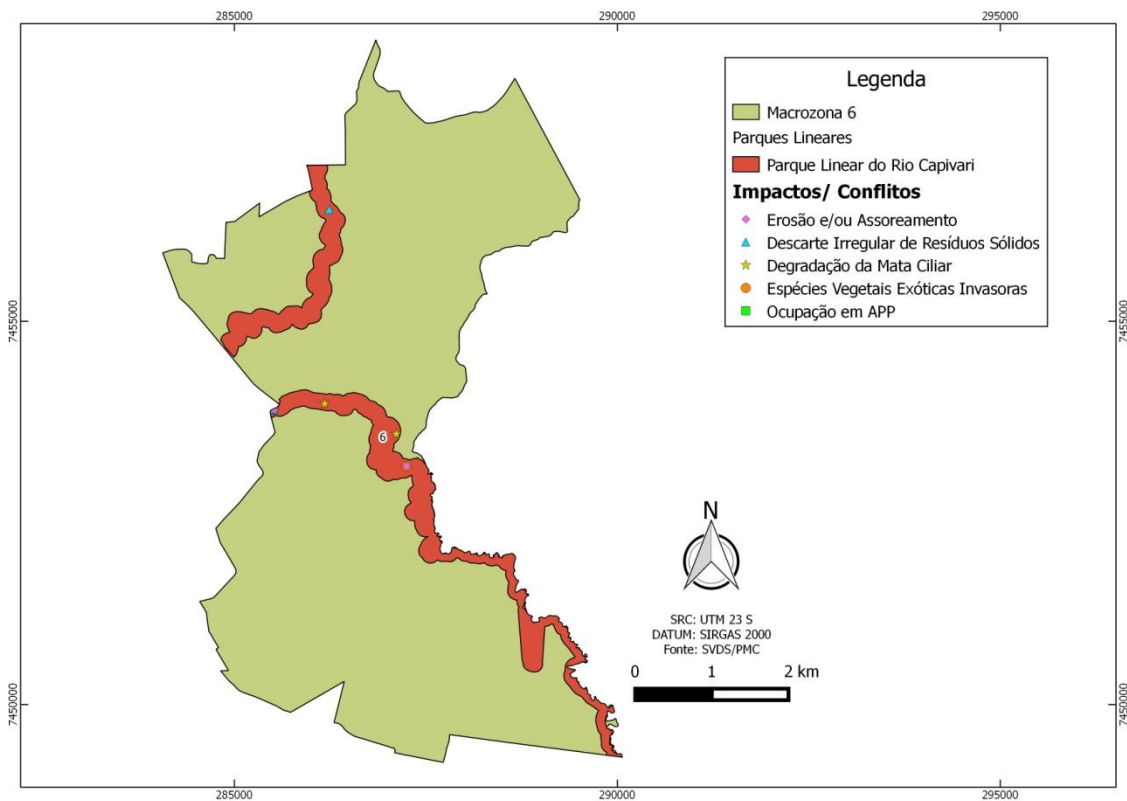 285000 290000 295000
Legenda
Macrozona 6
Parques Lineares
Parque Linear do Rio Capivari
Impactos/ Conflitos
Erosão e/ou Assoreamento
Descarte Irregular de Resíduos Sólidos
Degradação da Mata Ciliar
Espécies Vegetais Exóticas Invasoras
Ocupação em APP
7455000 7455000
6
N
SRC: UTM 23 S
DATUM: SIRGAS 2000
Fonte: SVDS/PMC
0 1 2 km
7450000 7450000
285000 290000 295000